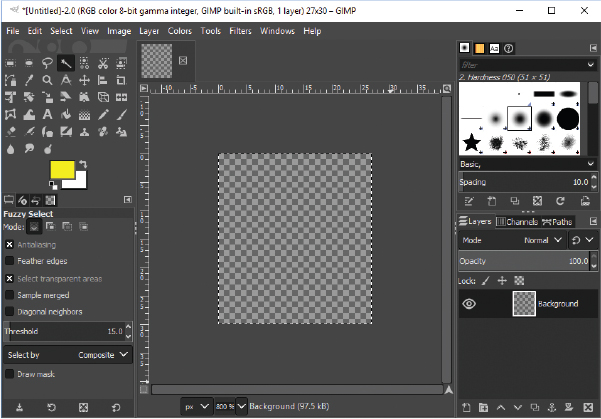 *[Untitled]-2.0 (RGB color 8-bit gamma integer, GIMP built-in sRGB, 1 layer) 27x30 – GIMP
File Edit Select View Image Layer Colors Tools Filters Windows Help
filter
2. Hardness 050 (51 × 51)
Basic,
Spacing 10.0
Fuzzy Select
Mode:
Antialiasing
Feather edges
Select transparent areas
Sample merged
Diagonal neighbors
Threshold 15.0
Select by Composite
Draw mask
Layers Channels Paths
Mode Normal
Opacity 100.0
Lock:
Background
px 800 % Background (97.5 kB)